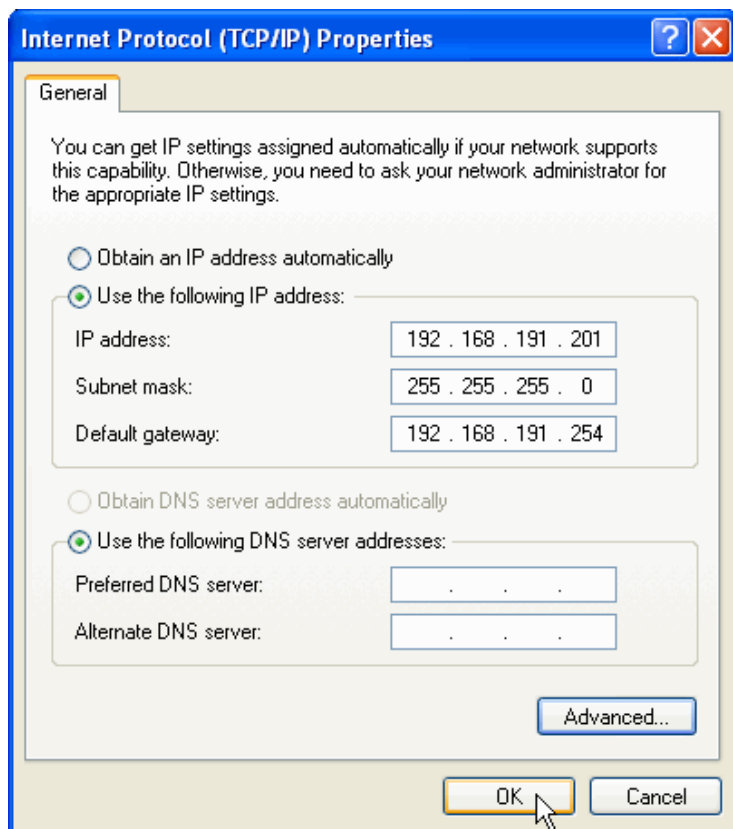 Internet Protocol (TCP/IP) Properties
General
You can get IP settings assigned automatically if your network supports
this capability. Otherwise, you need to ask your network administrator for
the appropriate IP settings.
Obtain an IP address automatically
Use the following IP address:
IP address: 192 . 168 . 191 . 201
Subnet mask: 255 . 255 . 255 . 0
Default gateway: 192 . 168 . 191 . 254
Obtain DNS server address automatically
Use the following DNS server addresses:
Preferred DNS server: . . .
Alternate DNS server: . . .
Advanced...
OK Cancel